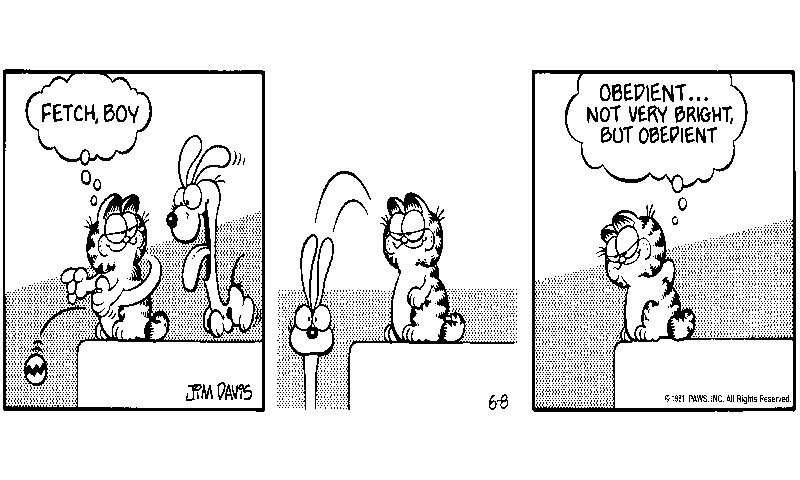 FETCH, BOY
JIM DAVIS
6-8
OBEDIENT...
NOT VERY BRIGHT,
BUT OBEDIENT
© 1981 PAWS, INC. All Rights Reserved.